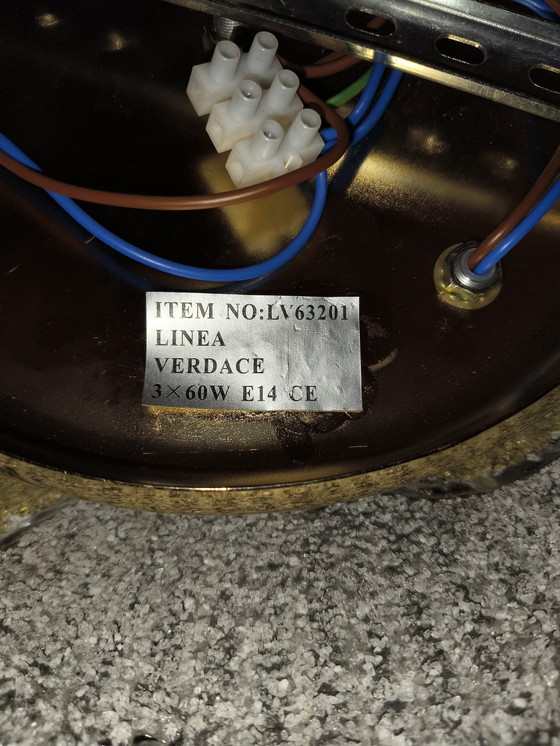 ITEM NO:LV63201
LINEA
VERDACE
3×60W E14 CE